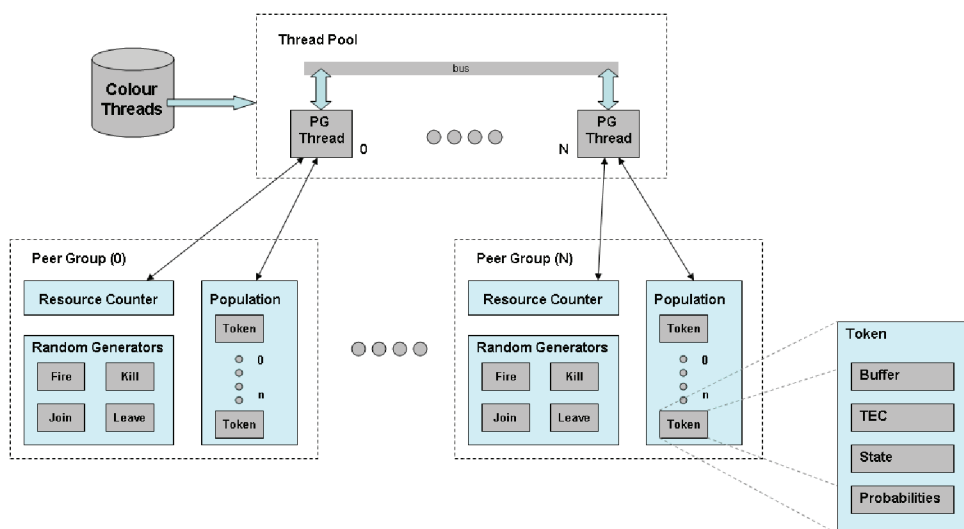 Thread Pool
bus
Colour
Threads
PG
Thread
0
N
PG
Thread
Peer Group (0)
Resource Counter
Random Generators
Fire
Kill
Join
Leave
Population
Token
0
n
Token
Peer Group (N)
Resource Counter
Random Generators
Fire
Kill
Join
Leave
Population
Token
0
n
Token
Token
Buffer
TEC
State
Probabilities